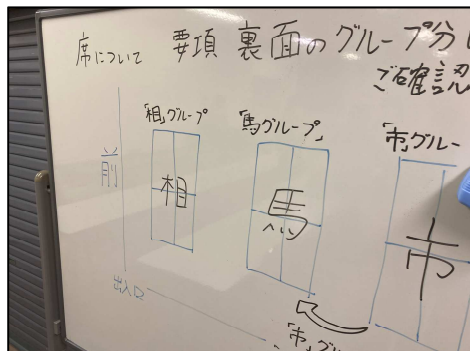 席について 要項 裏面のグループ分
ご確認
「相」グループ
「馬グループ」
「市」グルー
前
相
馬
市
出入口
「市」グル